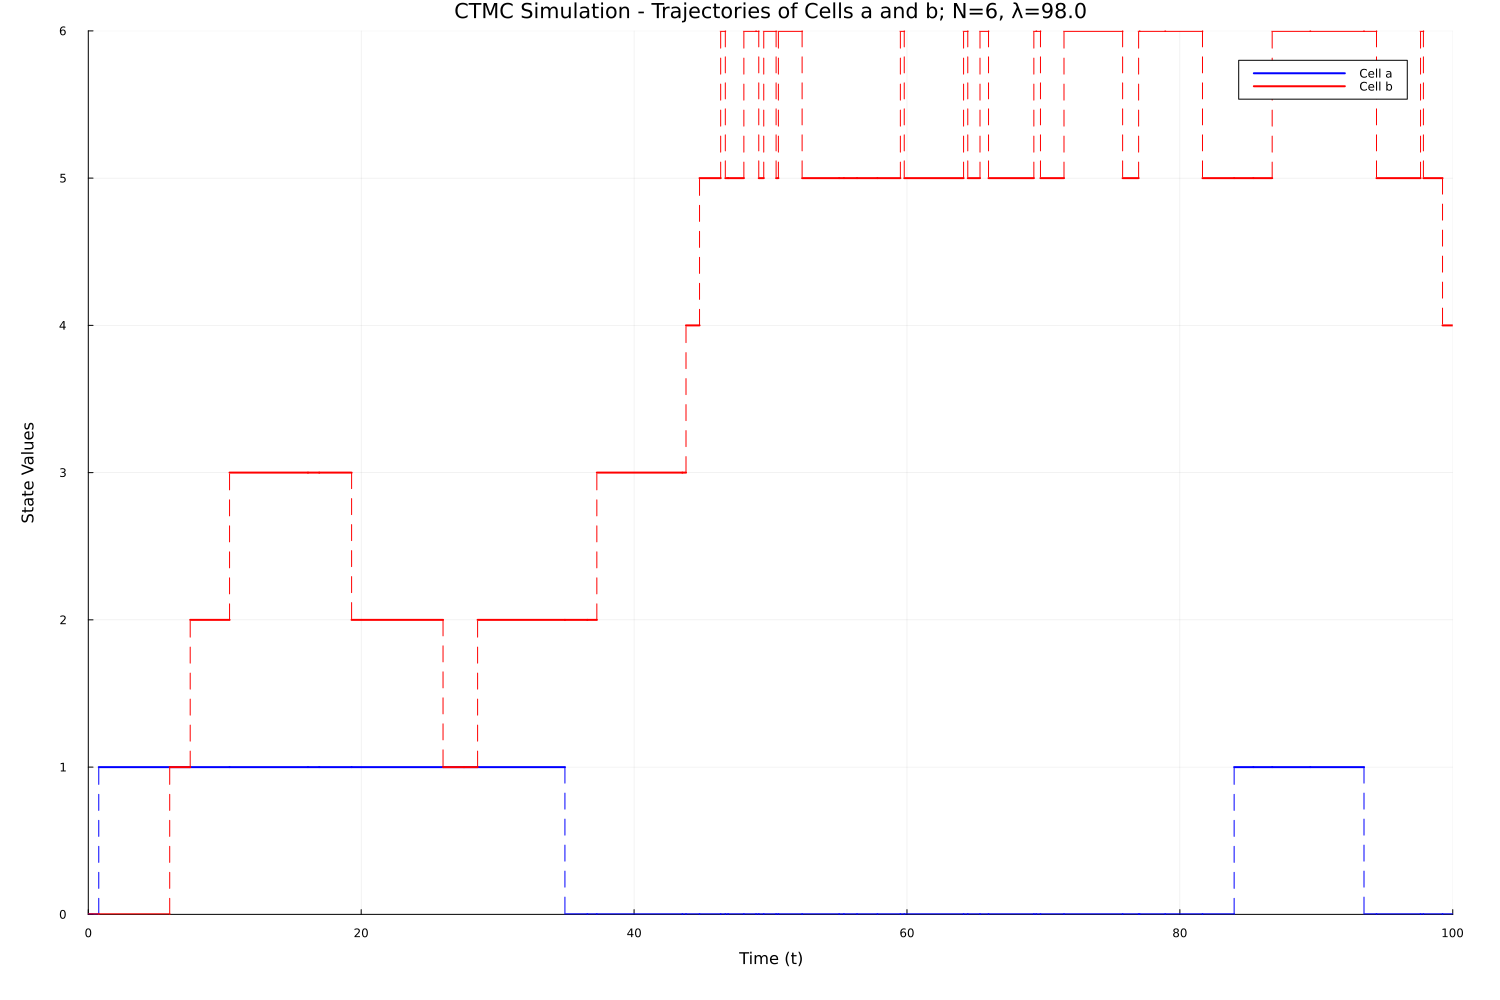 CTMC Simulation - Trajectories of Cells a and b; N=6, λ=98.0
6
Cell a
Cell b
5
4
State Values
3
2
1
0
0 20 40 60 80 100
Time (t)